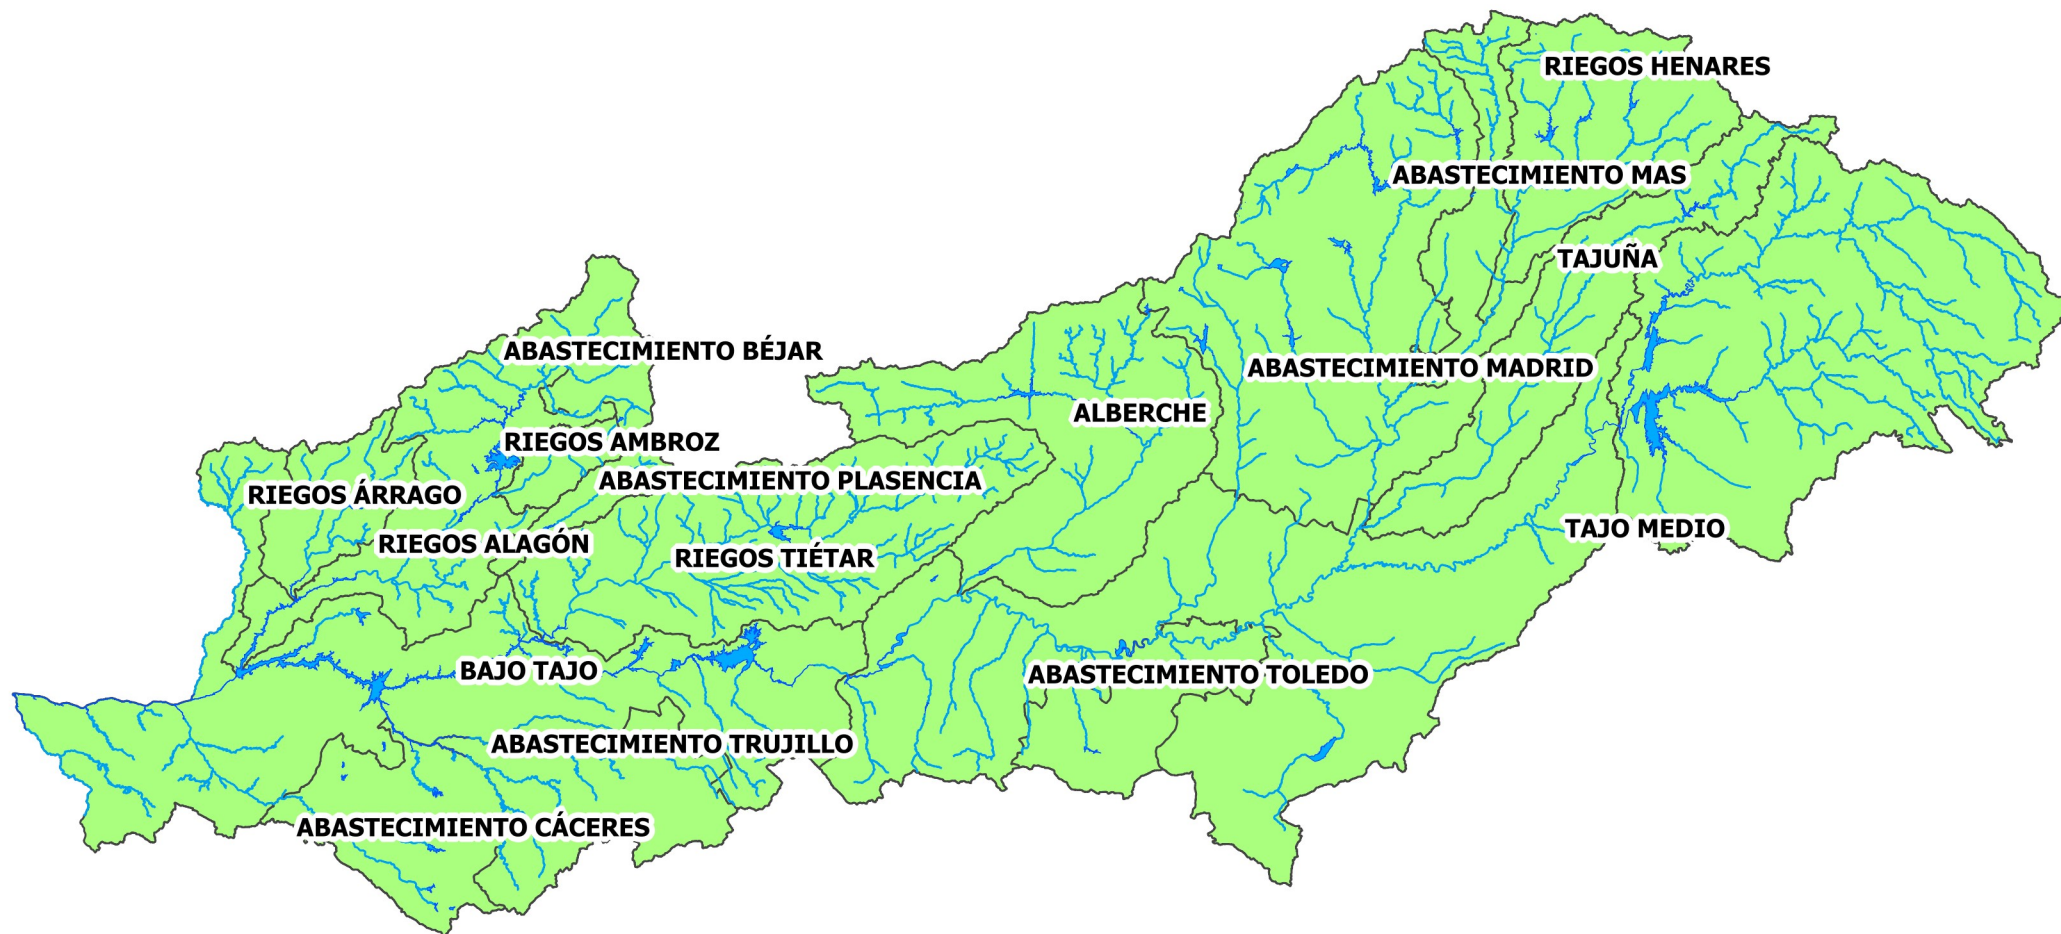 RIEGOS HENARES
ABASTECIMIENTO MAS
TAJUÑA
ABASTECIMIENTO BÉJAR
ABASTECIMIENTO MADRID
ALBERCHE
RIEGOS AMBROZ
ABASTECIMIENTO PLASENCIA
RIEGOS ÁRRAGO
TAJO MEDIO
RIEGOS ALAGÓN
RIEGOS TIÉTAR
BAJO TAJO
ABASTECIMIENTO TOLEDO
ABASTECIMIENTO TRUJILLO
ABASTECIMIENTO CÁCERES